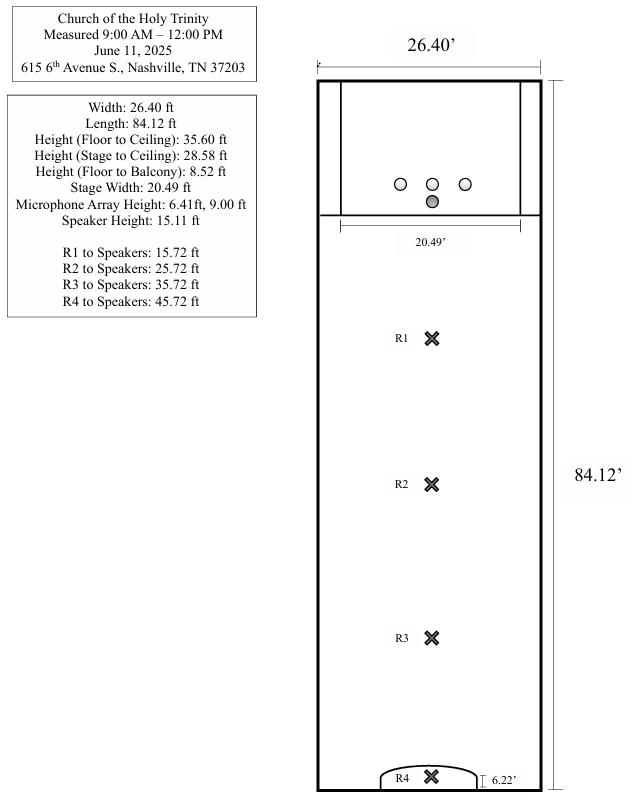 Church of the Holy Trinity
Measured 9:00 AM – 12:00 PM
June 11, 2025
615 6th Avenue S., Nashville, TN 37203
Width: 26.40 ft
Length: 84.12 ft
Height (Floor to Ceiling): 35.60 ft
Height (Stage to Ceiling): 28.58 ft
Height (Floor to Balcony): 8.52 ft
Stage Width: 20.49 ft
Microphone Array Height: 6.41ft, 9.00 ft
Speaker Height: 15.11 ft
R1 to Speakers: 15.72 ft
R2 to Speakers: 25.72 ft
R3 to Speakers: 35.72 ft
R4 to Speakers: 45.72 ft
26.40’
20.49’
R1
84.12’
R2
R3
R4
6.22’